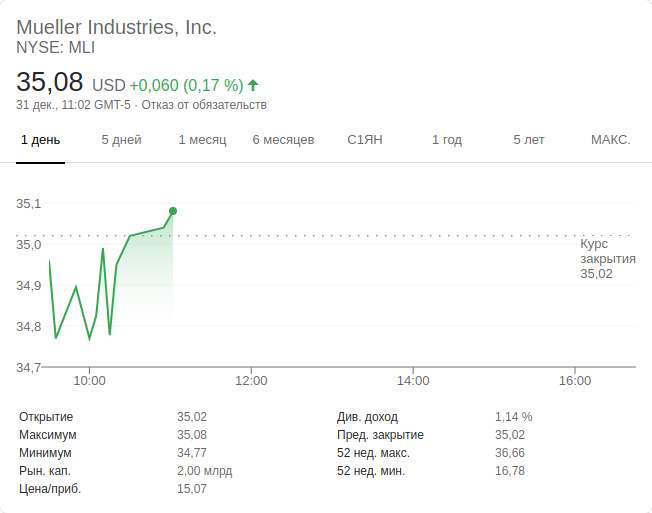 Mueller Industries, Inc.
NYSE: MLI
35,08 USD +0,060 (0,17 %)
31 дек., 11:02 GMT-5 · Отказ от обязательств
1 день 5 дней 1 месяц 6 месяцев С1ЯН 1 год 5 лет МАКС.
35,1
35,0
34,9
34,8
34,7
Курс
закрытия
35,02
10:00 12:00 14:00 16:00
Открытие 35,02 Див. доход 1,14 %
Максимум 35,08 Пред. закрытие 35,02
Минимум 34,77 52 нед. макс. 36,66
Рын. кап. 2,00 млрд 52 нед. мин. 16,78
Цена/приб. 15,07